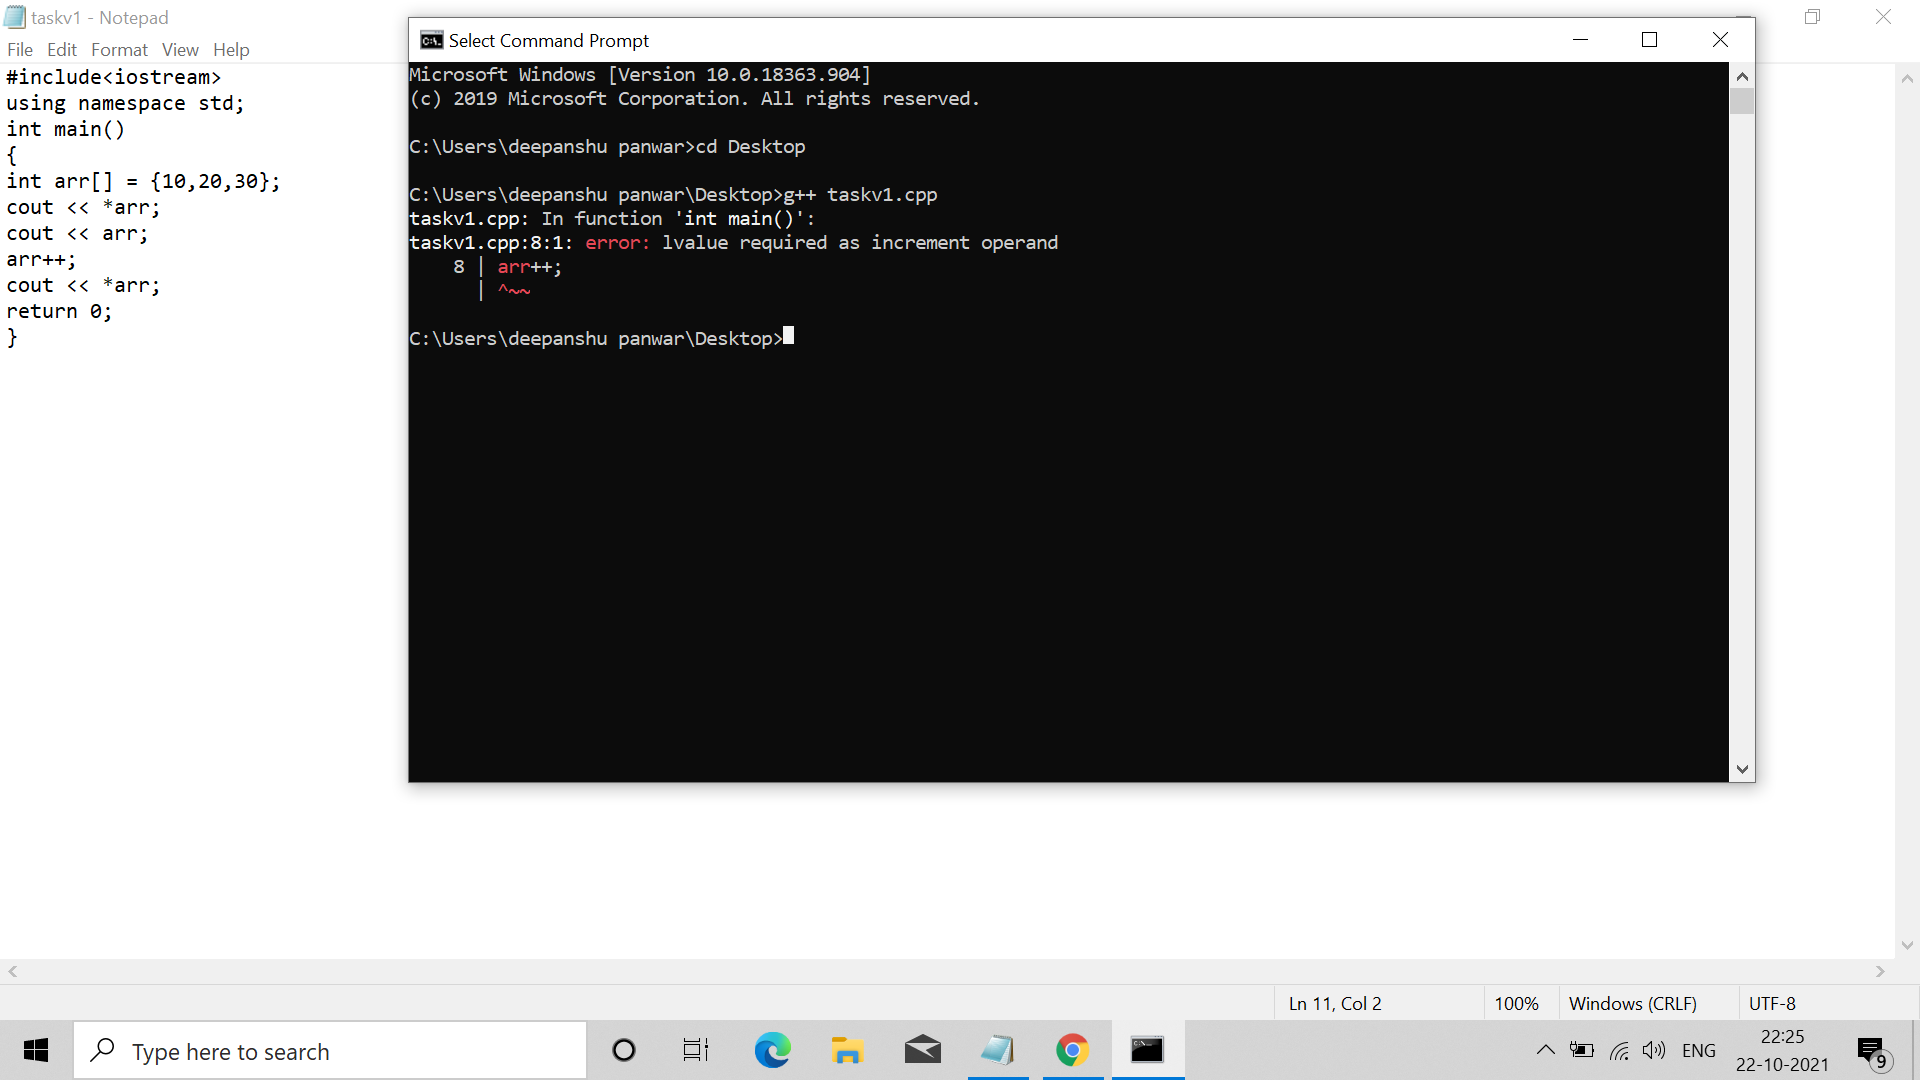 taskv1 - Notepad
File Edit Format View Help
#include<iostream>
using namespace std;
int main()
{
int arr[] = {10,20,30};
cout << *arr;
cout << arr;
arr++;
cout << *arr;
return 0;
}
Select Command Prompt
Microsoft Windows [Version 10.0.18363.904]
(c) 2019 Microsoft Corporation. All rights reserved.
C:\Users\deepanshu panwar>cd Desktop
C:\Users\deepanshu panwar\Desktop>g++ taskv1.cpp
taskv1.cpp: In function 'int main()':
taskv1.cpp:8:1: error: lvalue required as increment operand
8 | arr++;
| ^~~
C:\Users\deepanshu panwar\Desktop>
Ln 11, Col 2
100%
Windows (CRLF)
UTF-8
Type here to search
ENG
22:25
22-10-2021
9